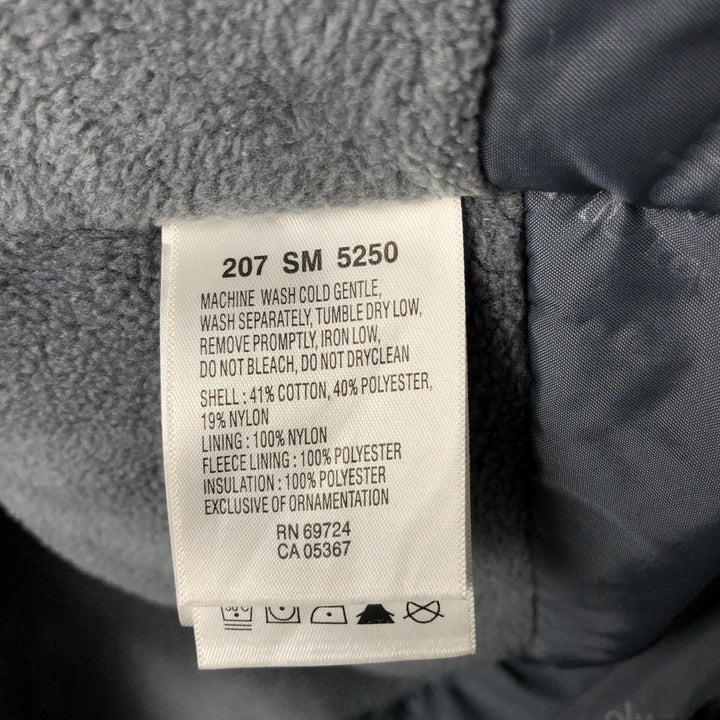 207 SM 5250
MACHINE WASH COLD GENTLE,
WASH SEPARATELY, TUMBLE DRY LOW,
REMOVE PROMPTLY, IRON LOW,
DO NOT BLEACH, DO NOT DRYCLEAN
SHELL : 41% COTTON, 40% POLYESTER,
19% NYLON
LINING : 100% NYLON
FLEECE LINING : 100% POLYESTER
INSULATION : 100% POLYESTER
EXCLUSIVE OF ORNAMENTATION
RN 69724
CA 05367